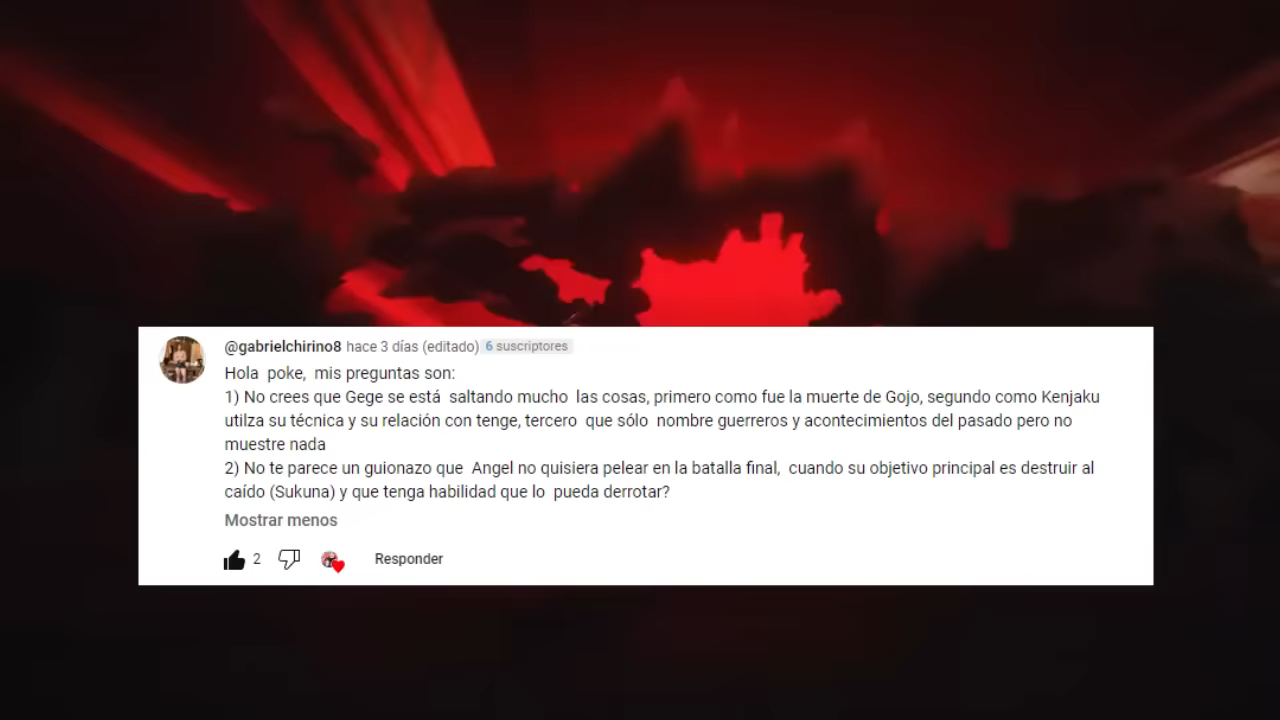 @gabrielchirino8 hace 3 días (editado) 6 suscriptores
Hola poke, mis preguntas son:
1) No crees que Gege se está saltando mucho las cosas, primero como fue la muerte de Gojo, segundo como Kenjaku
utilza su técnica y su relación con tenge, tercero que sólo nombre guerreros y acontecimientos del pasado pero no
muestre nada
2) No te parece un guionazo que Angel no quisiera pelear en la batalla final, cuando su objetivo principal es destruir al
caído (Sukuna) y que tenga habilidad que lo pueda derrotar?
Mostrar menos
2 Responder